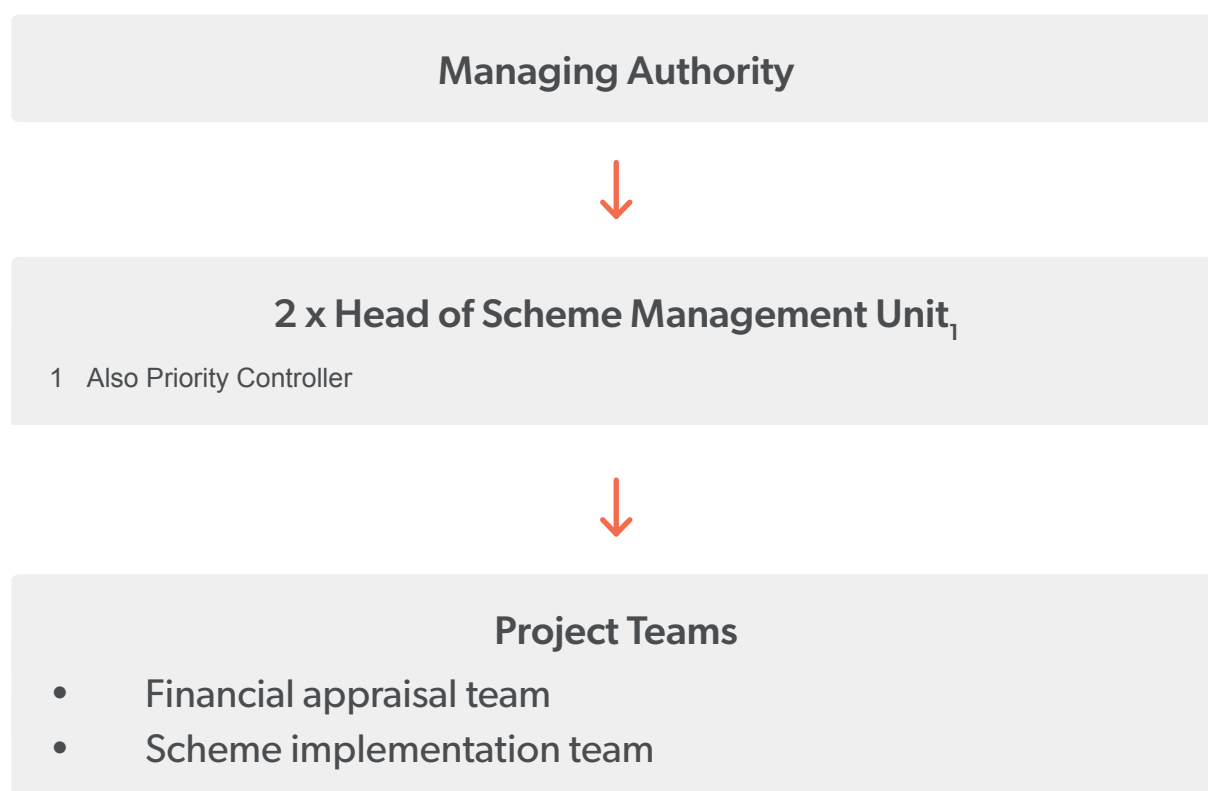 Managing Authority
2 x Head of Scheme Management Unit1
1 Also Priority Controller
Project Teams
• Financial appraisal team
• Scheme implementation team